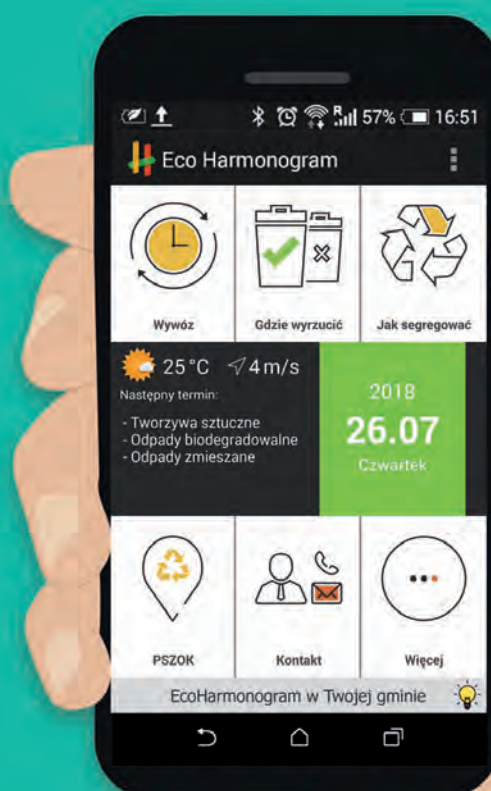 R 57% 16:51
Eco Harmonogram
Wywóz
Gdzie wyrzucić
Jak segregować
25°C 4m/s
Następny termin:
- Tworzywa sztuczne
- Odpady biodegradowalne
- Odpady zmieszane
2018
26.07
Czwartek
PSZOK
Kontakt
Więcej
EcoHarmonogram w Twojej gminie